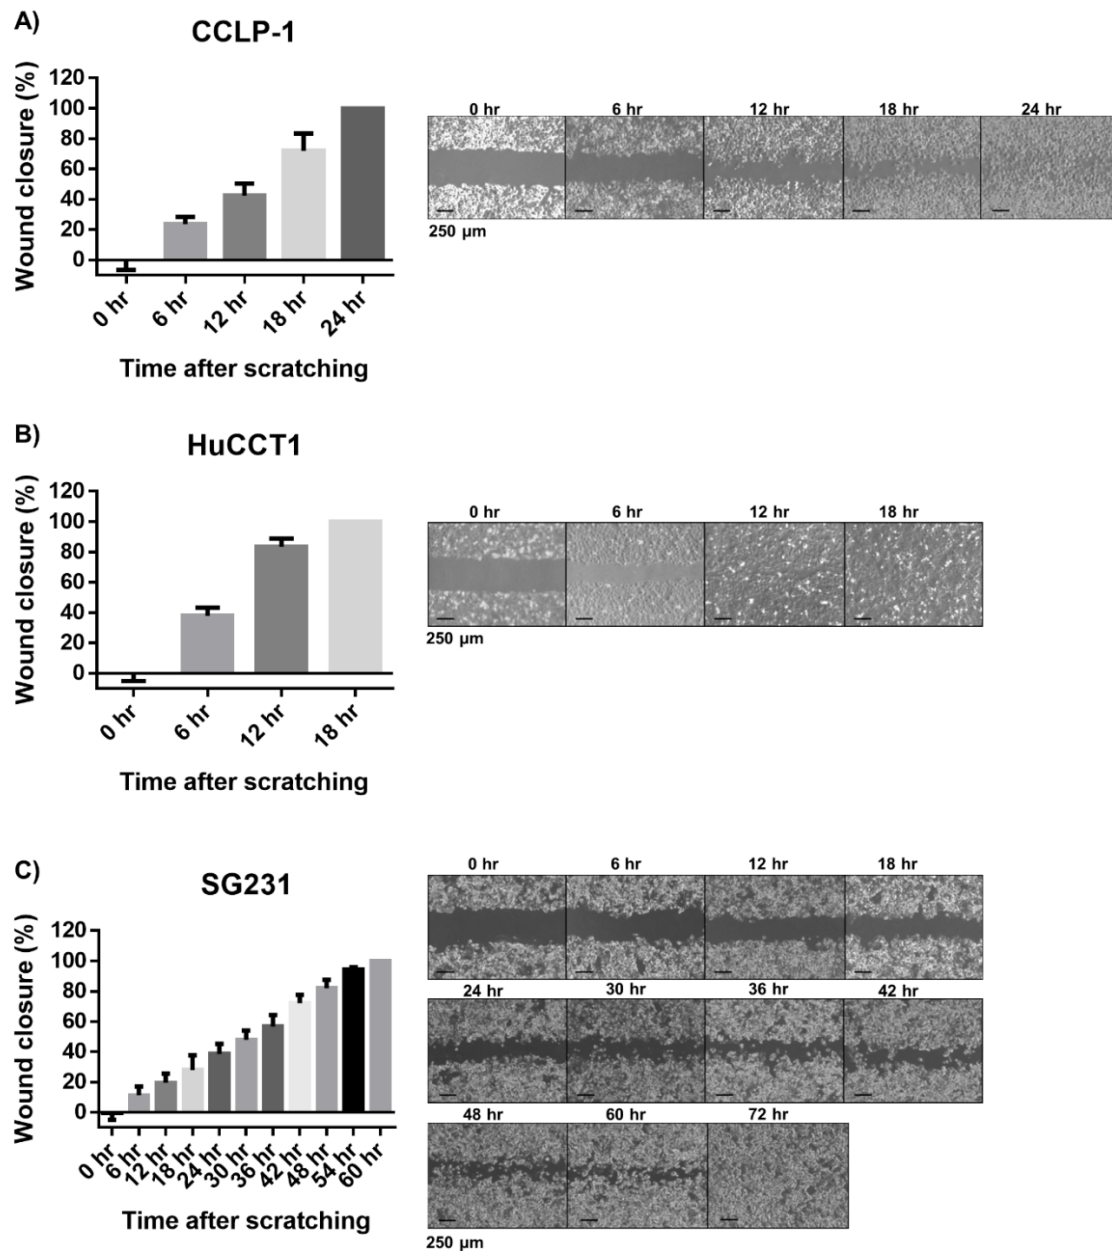 A)
CCLP-1
Wound closure (%)
120
100
80
60
40
20
0
0 hr
6 hr
12 hr
18 hr
24 hr
Time after scratching
0 hr 6 hr 12 hr 18 hr 24 hr
250 µm
B)
HuCCT1
Wound closure (%)
120
100
80
60
40
20
0
0 hr
6 hr
12 hr
18 hr
Time after scratching
0 hr 6 hr 12 hr 18 hr
250 µm
C)
SG231
Wound closure (%)
120
100
80
60
40
20
0
0 hr
6 hr
12 hr
18 hr
24 hr
30 hr
36 hr
42 hr
48 hr
54 hr
60 hr
Time after scratching
0 hr 6 hr 12 hr 18 hr
24 hr 30 hr 36 hr 42 hr
48 hr 60 hr 72 hr
250 µm